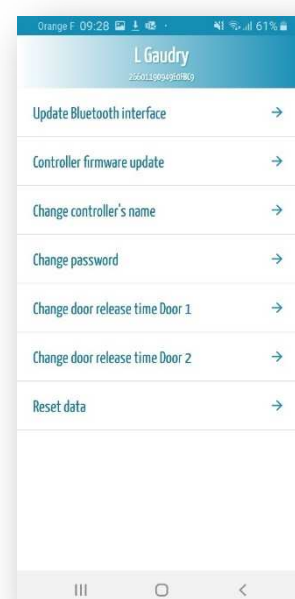 Orange F 09:28
61%
L Gaudry
Update Bluetooth interface
Controller firmware update
Change controller's name
Change password
Change door release time Door 1
Change door release time Door 2
Reset data